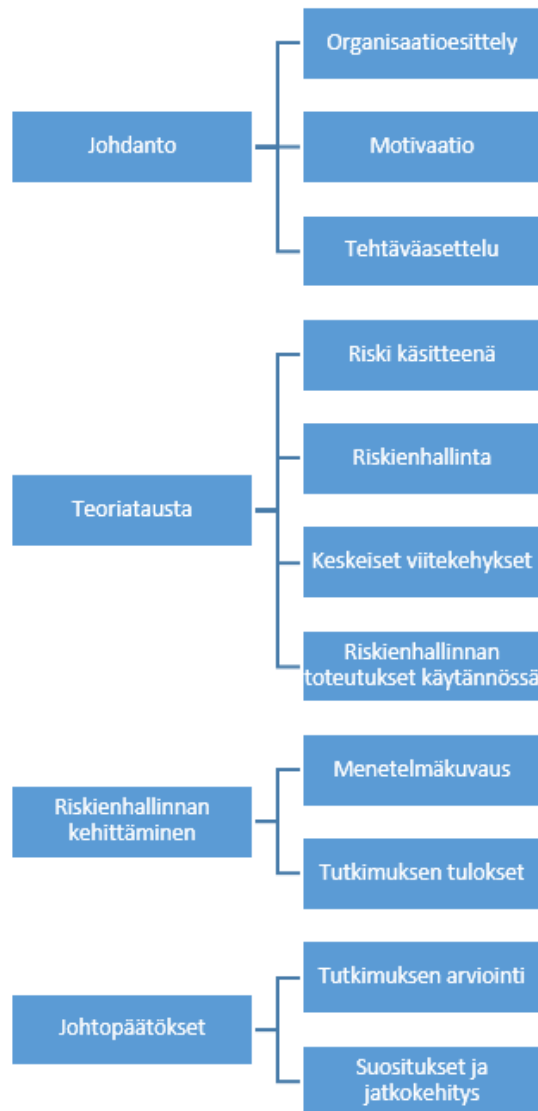 Johdanto
Organisaatioesittely
Motivaatio
Tehtäväasettelu
Teoriatausta
Riski käsitteenä
Riskienhallinta
Keskeiset viitekehykset
Riskienhallinnan
toteutukset käytännössä
Riskienhallinnan
kehittäminen
Menetelmäkuvaus
Tutkimuksen tulokset
Johtopäätökset
Tutkimuksen arviointi
Suositukset ja
jatkokehitys